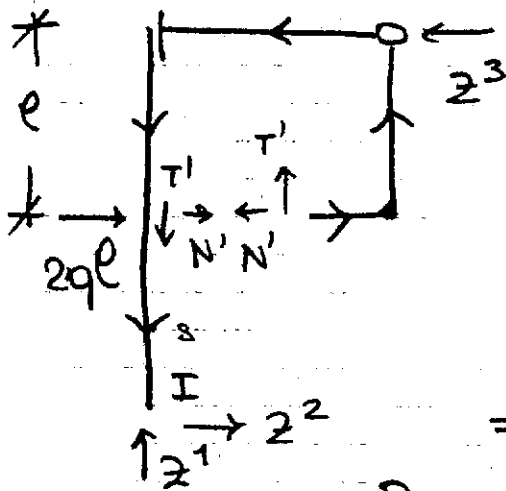 Z³
ℓ
T' T'
N' N'
2qℓ
s
I
Z²
=
Z¹